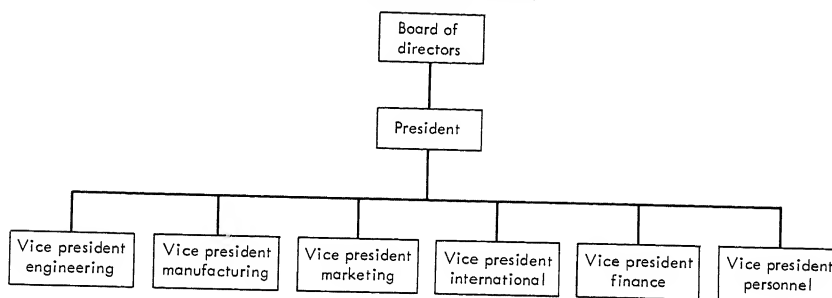 Board of
directors
President
Vice president
engineering
Vice president
manufacturing
Vice president
marketing
Vice president
international
Vice president
finance
Vice president
personnel